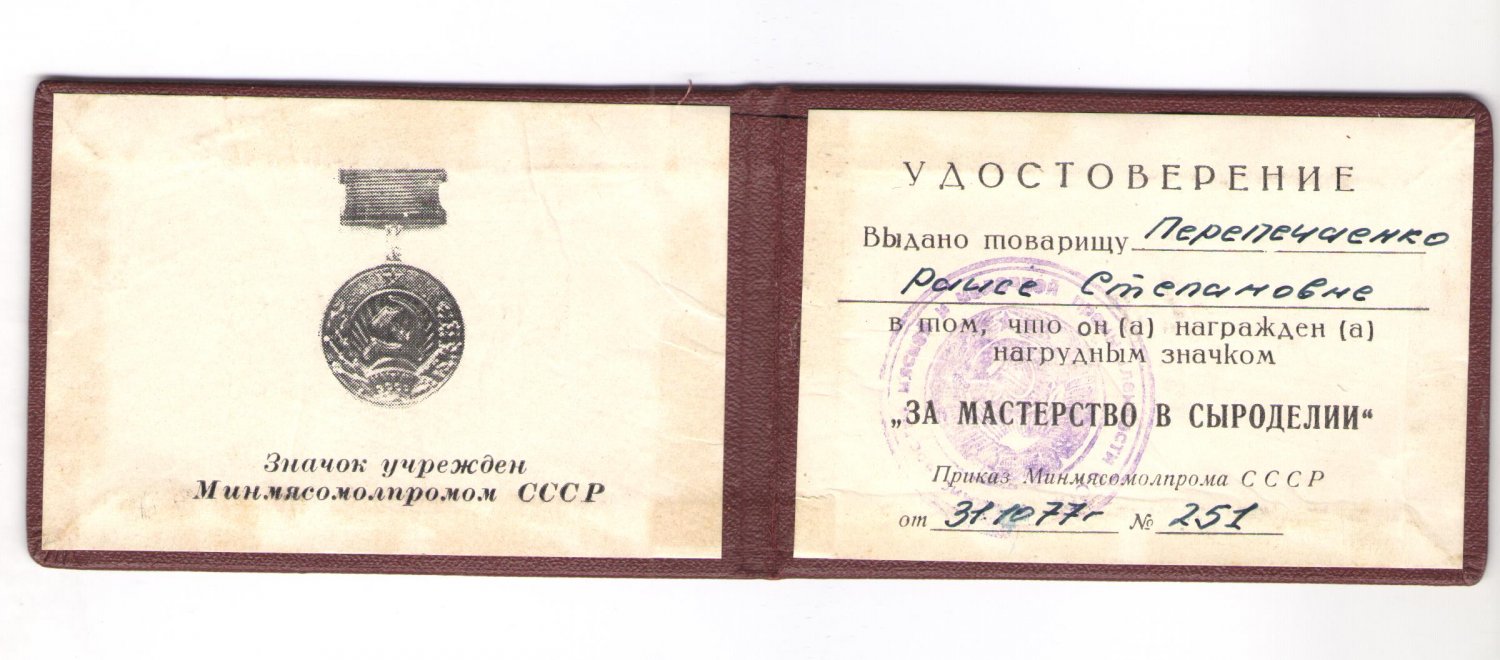 Значок учрежден
Минмясомолпромом СССР
УДОСТОВЕРЕНИЕ
Выдано товарищу Перепечаенко
Раисе Степановне
в том, что он (а) награжден (а)
нагрудным значком
„ЗА МАСТЕРСТВО В СЫРОДЕЛИИ“
Приказ Минмясомолпрома СССР
от 31.10 77г № 251